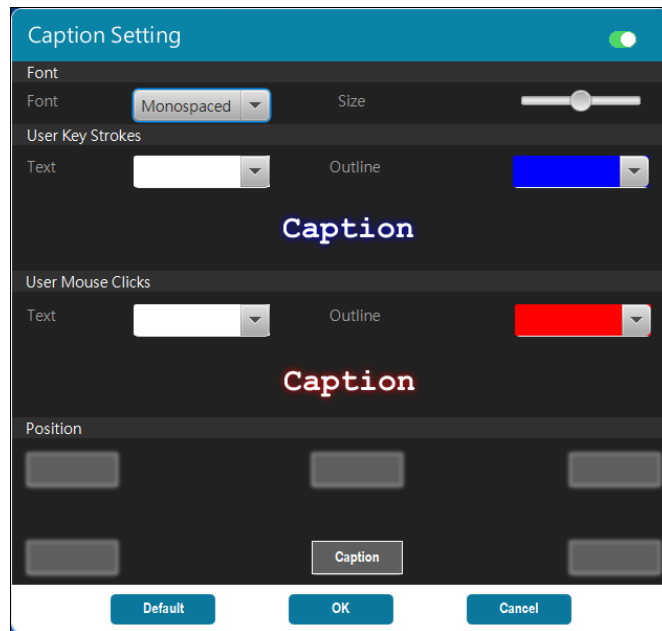 Caption Setting
Font
Font Monospaced Size
User Key Strokes
Text Outline
Caption
User Mouse Clicks
Text Outline
Caption
Position
Caption
Default OK Cancel